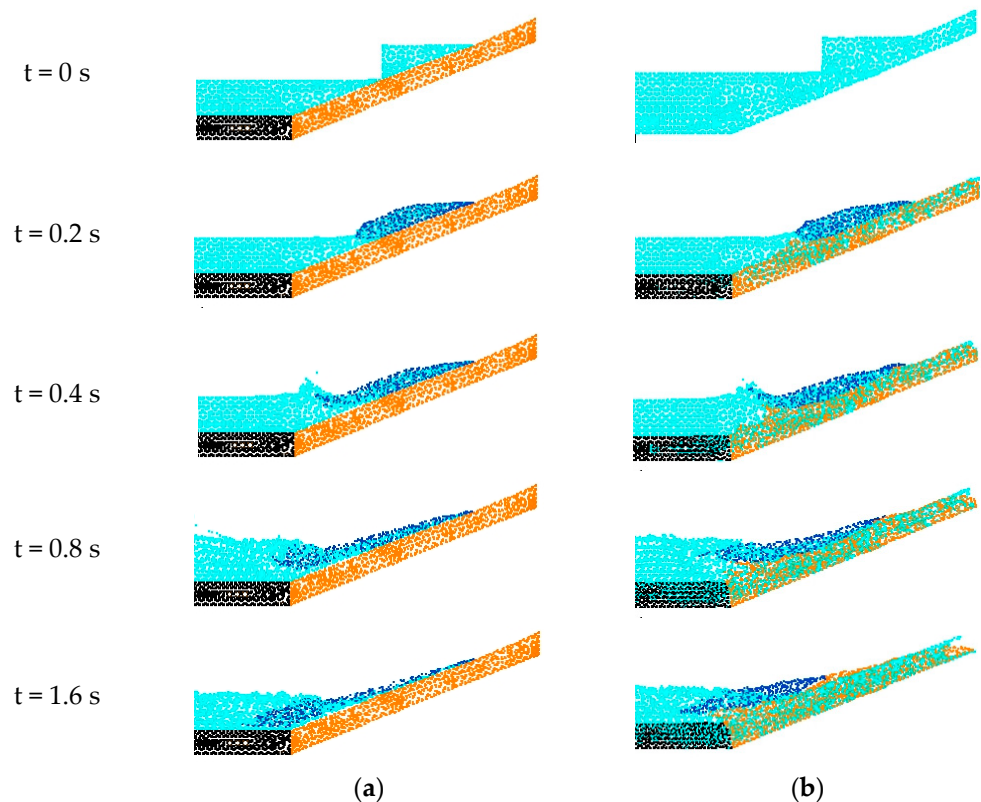 t = 0 s
t = 0.2 s
t = 0.4 s
t = 0.8 s
t = 1.6 s
(a) (b)